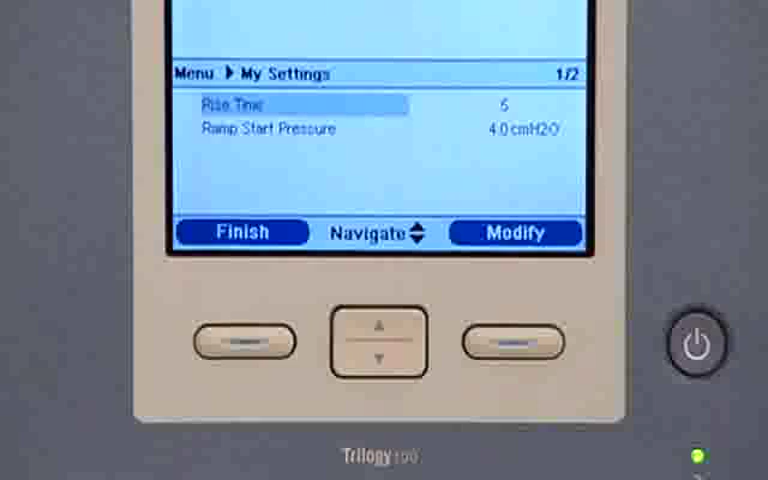 Menu My Settings 1/2
Rise Time 5
Ramp Start Pressure 4.0 cmH2O
Finish Navigate Modify
Trilogy 100